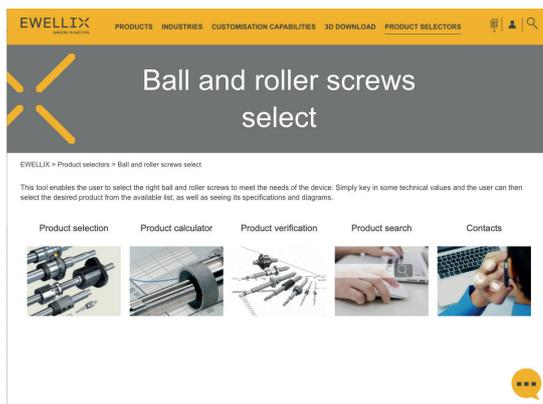 EWELLIX
MAKERS IN MOTION
PRODUCTS INDUSTRIES CUSTOMISATION CAPABILITIES 3D DOWNLOAD PRODUCT SELECTORS
Ball and roller screws
select
EWELLIX > Product selectors > Ball and roller screws select
This tool enables the user to select the right ball and roller screws to meet the needs of the device. Simply key in some technical values and the user can then
select the desired product from the available list, as well as seeing its specifications and diagrams.
Product selection Product calculator Product verification Product search Contacts